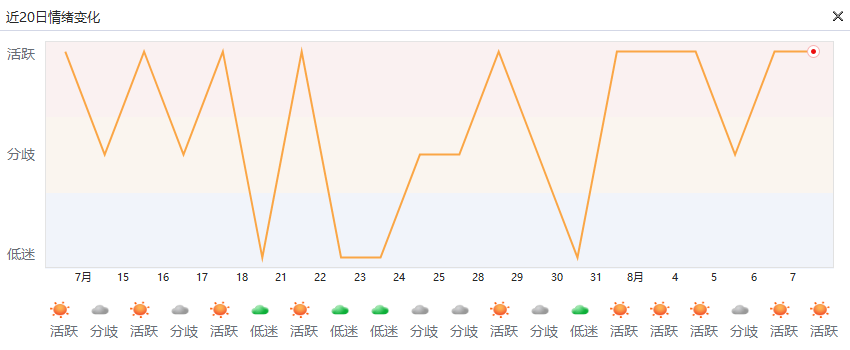 近20日情绪变化
活跃
分歧
低迷
7月 15 16 17 18 21 22 23 24 25 28 29 30 31 8月 4 5 6 7
活跃 分歧 活跃 分歧 活跃 低迷 活跃 低迷 低迷 分歧 分歧 活跃 分歧 低迷 活跃 活跃 活跃 分歧 活跃 活跃